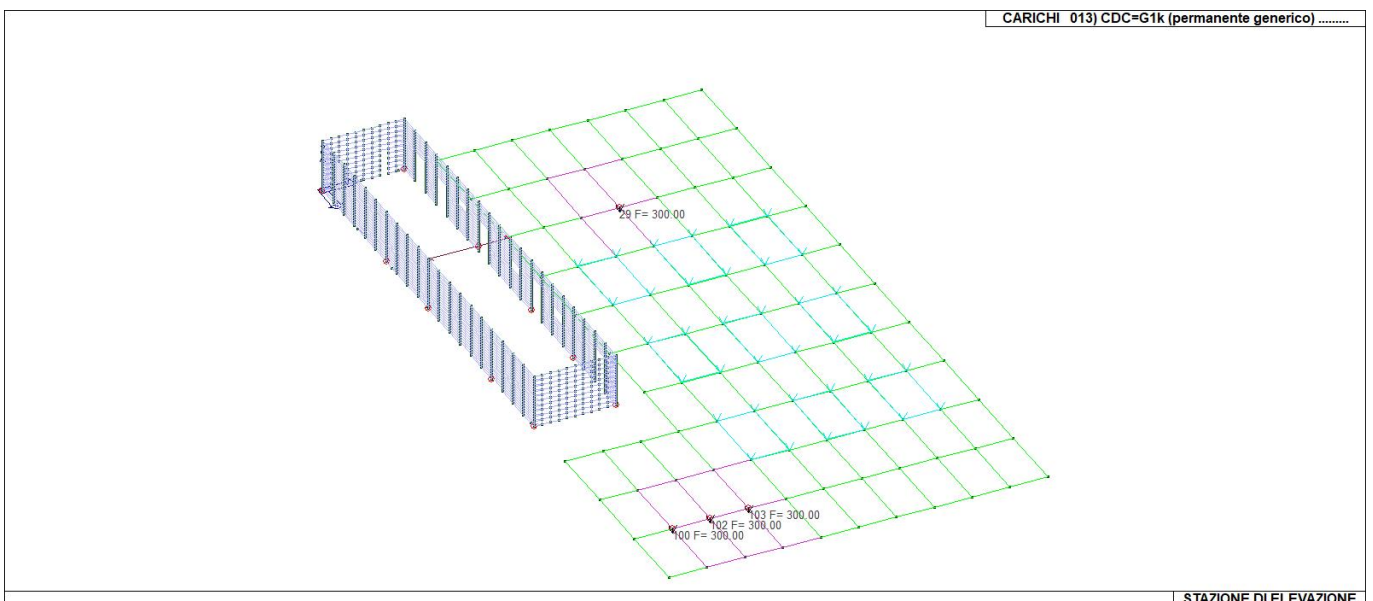 CARICHI 013) CDC=G1k (permanente generico) .........
29 F= 300.00
103 F= 300.00
102 F= 300.00
100 F= 300.00
STAZIONE DI ELEVAZIONE